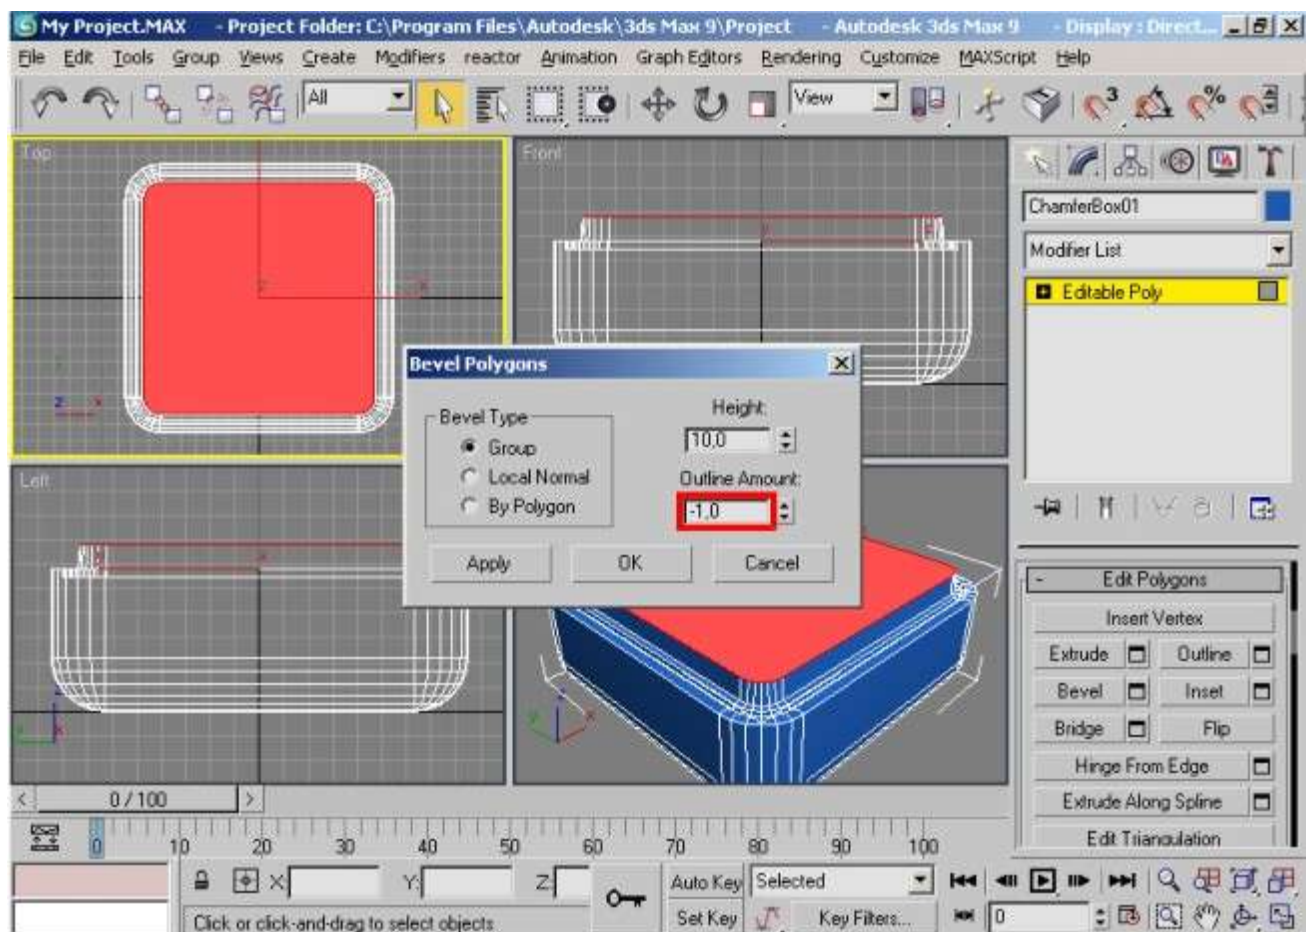 My Project.MAX - Project Folder: C:\Program Files\Autodesk\3ds Max 9\Project - Autodesk 3ds Max 9 - Display : Direct...
File Edit Tools Group Views Create Modifiers reactor Animation Graph Editors Rendering Customize MAXScript Help
All View 3 %
Top
Front
ChamferBox01
Modifier List
Editable Poly
Bevel Polygons
Bevel Type
Height:
Group
10,0
Local Normal
Outline Amount:
By Polygon
-1,0
Apply OK Cancel
Left
- Edit Polygons
Insert Vertex
Extrude Outline
Bevel Inset
Bridge Flip
Hinge From Edge
Extrude Along Spline
Edit Triangulation
< 0 / 100 >
0 10 20 30 40 50 60 70 80 90 100
X: Y: Z: Auto Key Selected
Click or click-and-drag to select objects Set Key Key Filters... 0